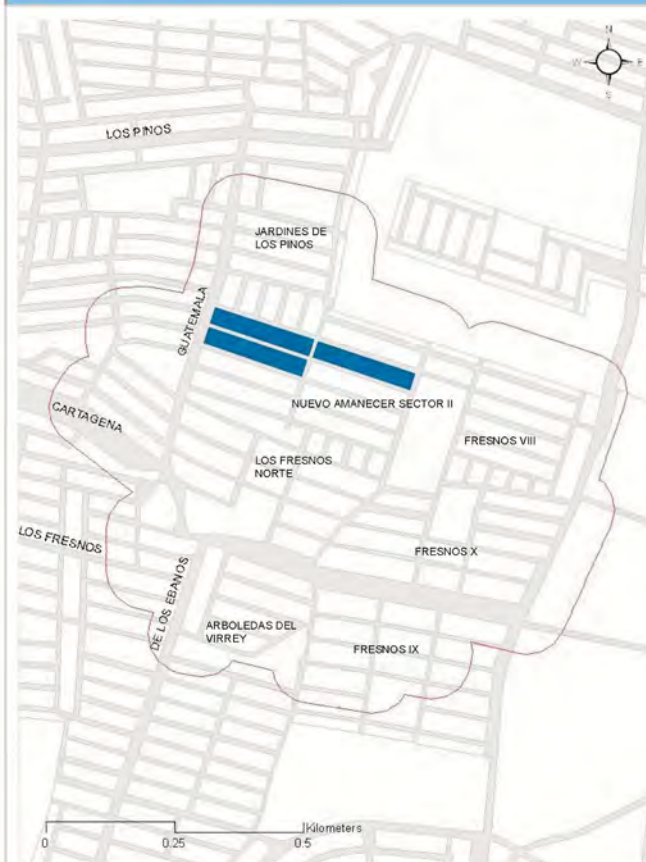 N
W E
S
LOS PINOS
JARDINES DE
LOS PINOS
GUATEMALA
NUEVO AMANECER SECTOR II
CARTAGENA
FRESNOS VIII
LOS FRESNOS
NORTE
LOS FRESNOS
FRESNOS X
DE LOS EBANOS
ARBOLEDAS DEL
VIRREY
FRESNOS IX
Kilometers
0 0.25 0.5